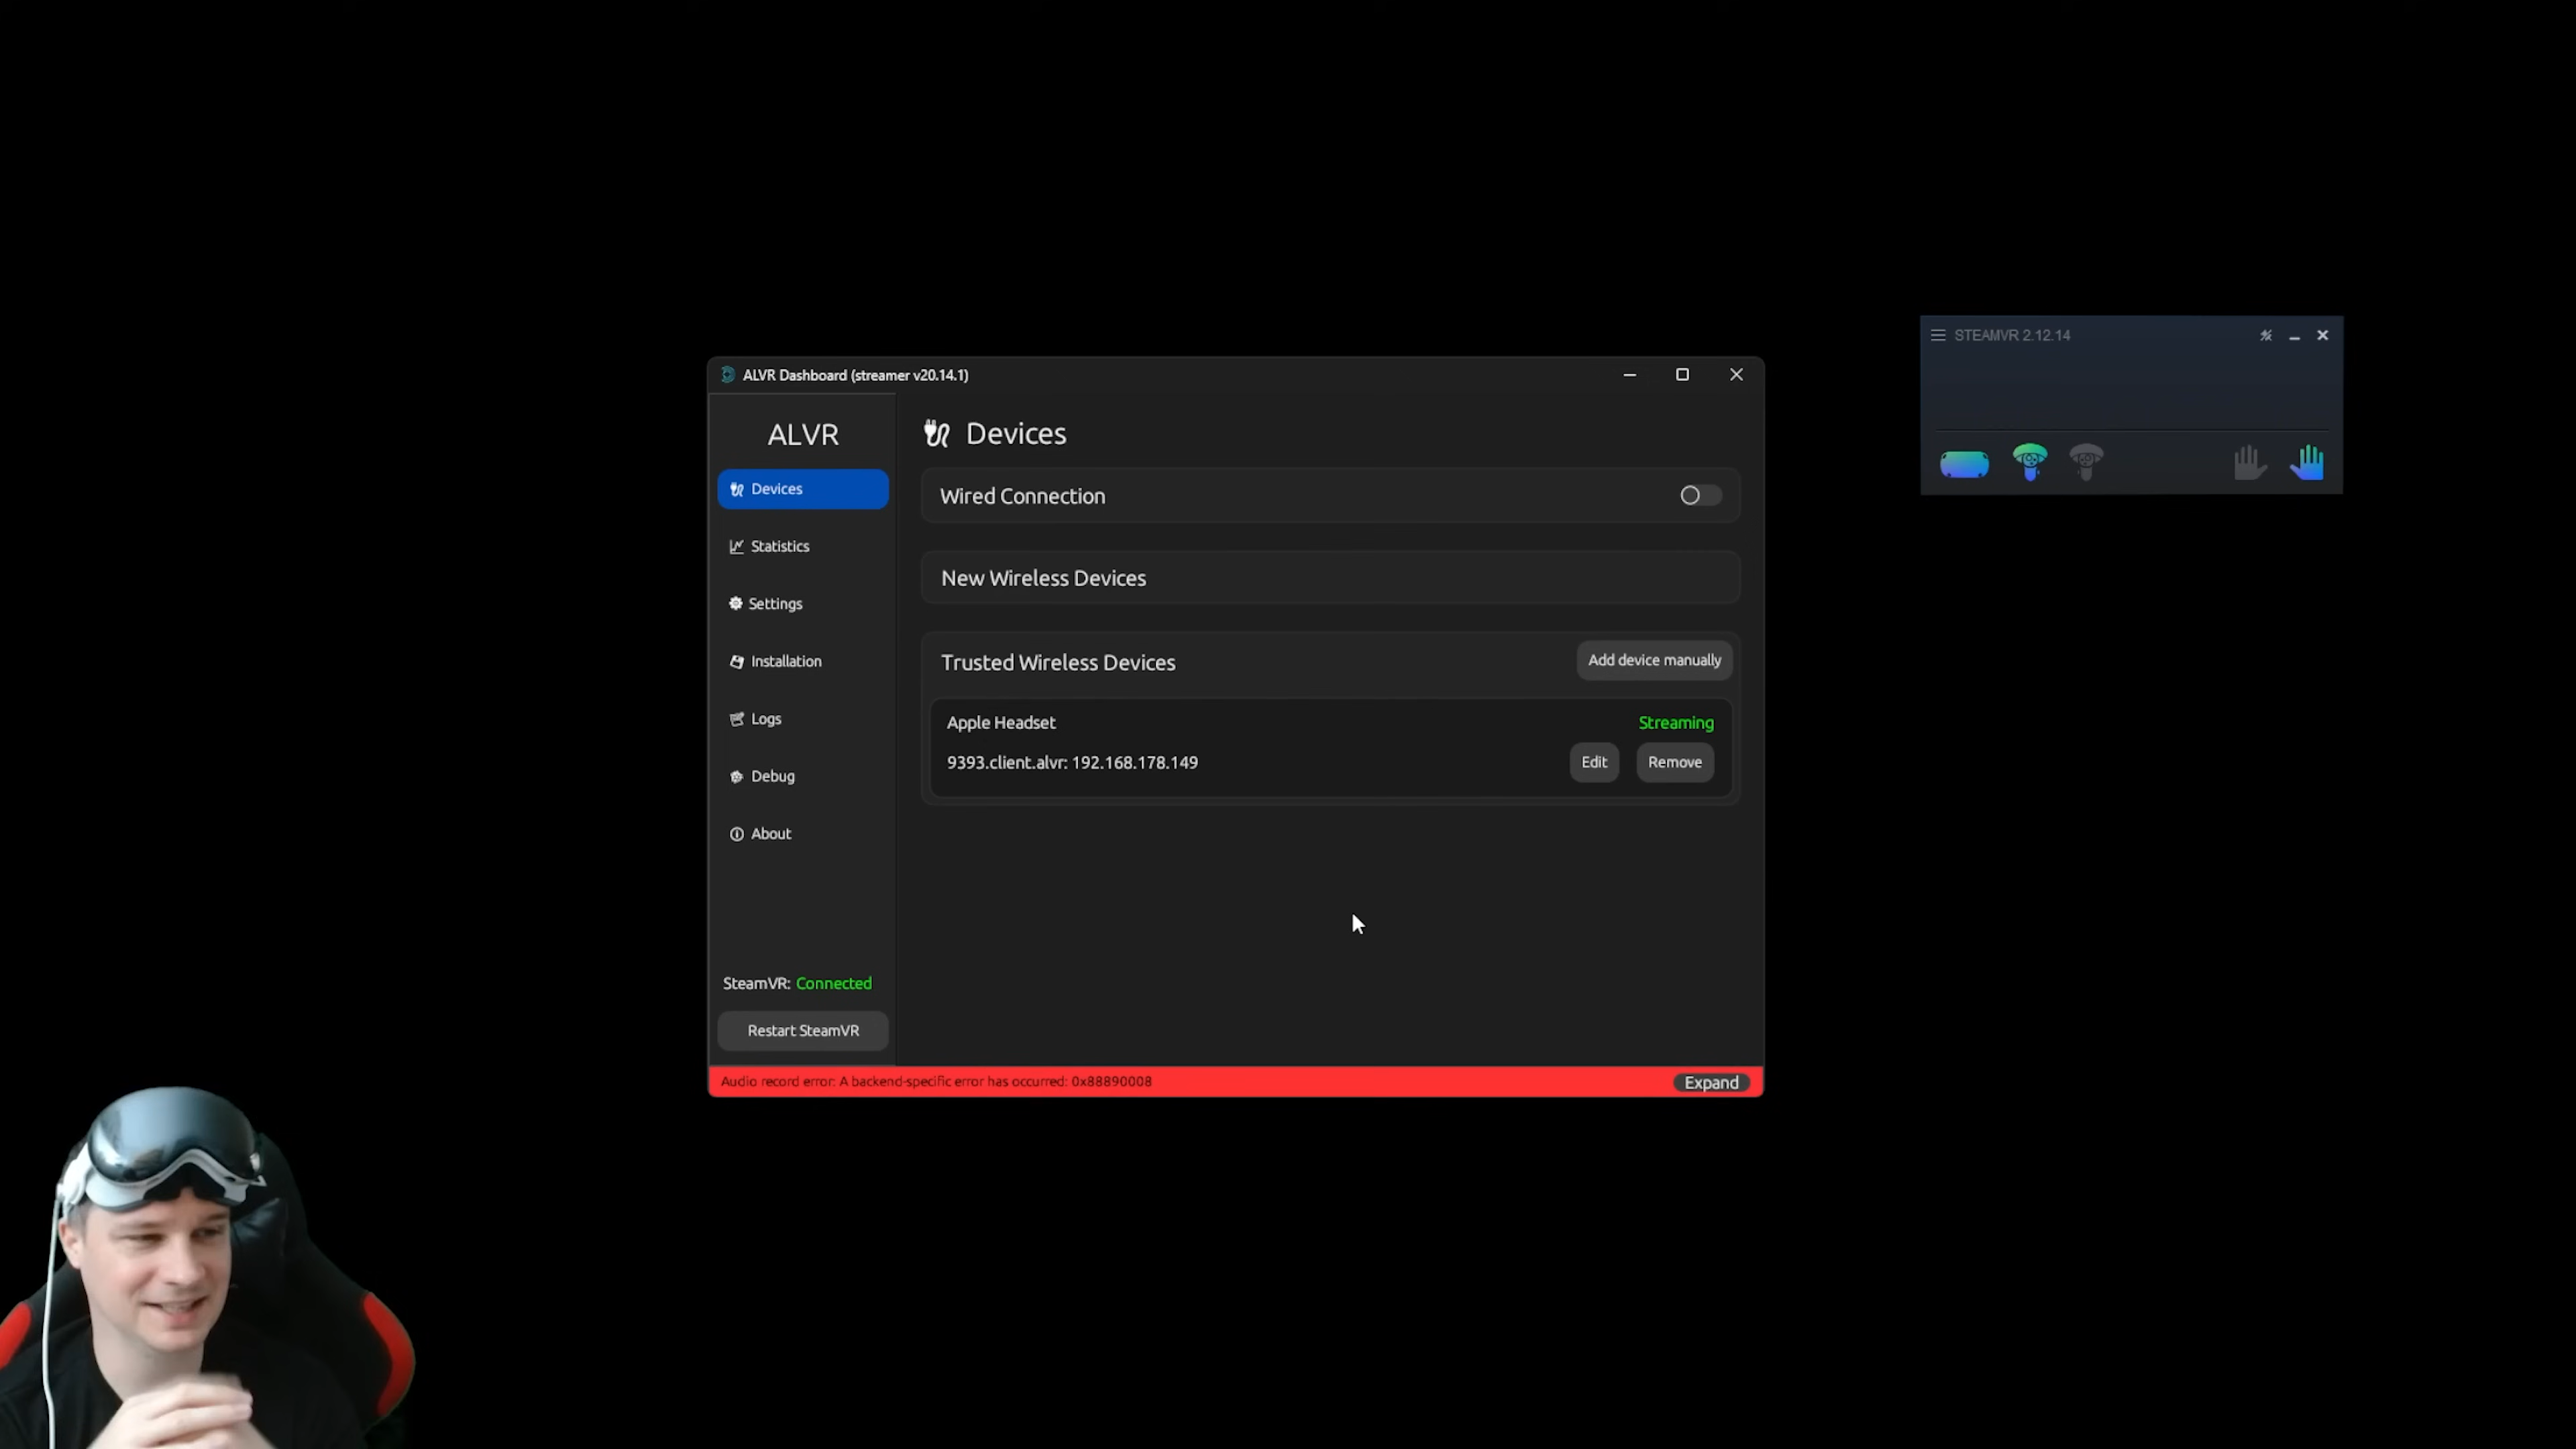 STEAMVR 2.12.14
ALVR Dashboard (streamer v20.14.1)
ALVR
Devices
Statistics
Settings
Installation
Logs
Debug
About
SteamVR: Connected
Restart SteamVR
Devices
Wired Connection
New Wireless Devices
Trusted Wireless Devices
Add device manually
Apple Headset
Streaming
9393.client.alvr: 192.168.178.149
Edit
Remove
Audio record error: A backend-specific error has occurred: 0x88890008
Expand